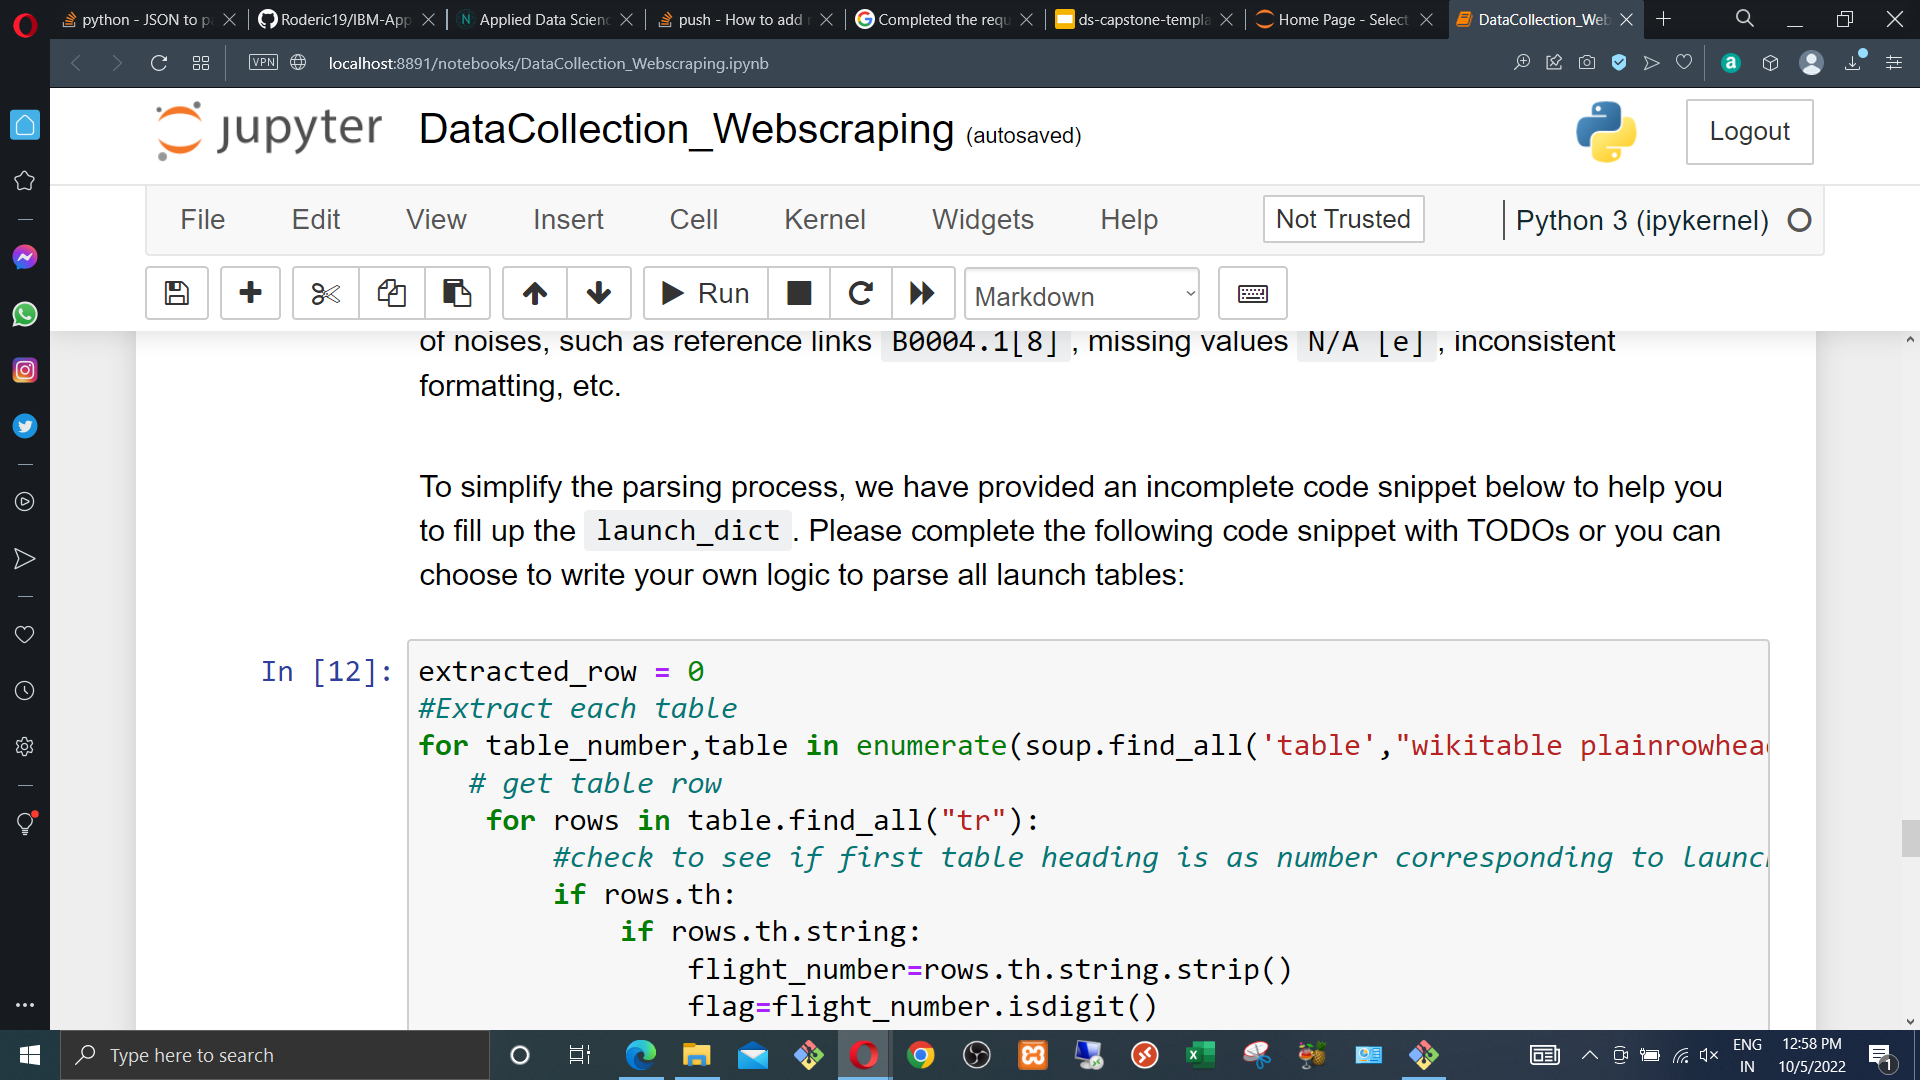 python - JSON to p
Roderic19/IBM-App
Applied Data Scienc
push - How to add
Completed the requ
ds-capstone-templa
Home Page - Select
DataCollection_Web
VPN
localhost:8891/notebooks/DataCollection_Webscraping.ipynb
jupyter
DataCollection_Webscraping (autosaved)
Logout
File Edit View Insert Cell Kernel Widgets Help
Not Trusted
Python 3 (ipykernel)
Run
Markdown
of noises, such as reference links B0004.1[8] , missing values N/A [e] , inconsistent
formatting, etc.
To simplify the parsing process, we have provided an incomplete code snippet below to help you
to fill up the launch_dict . Please complete the following code snippet with TODOs or you can
choose to write your own logic to parse all launch tables:
In [12]:
extracted_row = 0
#Extract each table
for table_number,table in enumerate(soup.find_all('table',"wikitable plainrowhea
# get table row
for rows in table.find_all("tr"):
#check to see if first table heading is as number corresponding to launc
if rows.th:
if rows.th.string:
flight_number=rows.th.string.strip()
flag=flight_number.isdigit()
Type here to search
ENG
IN
12:58 PM
10/5/2022
1